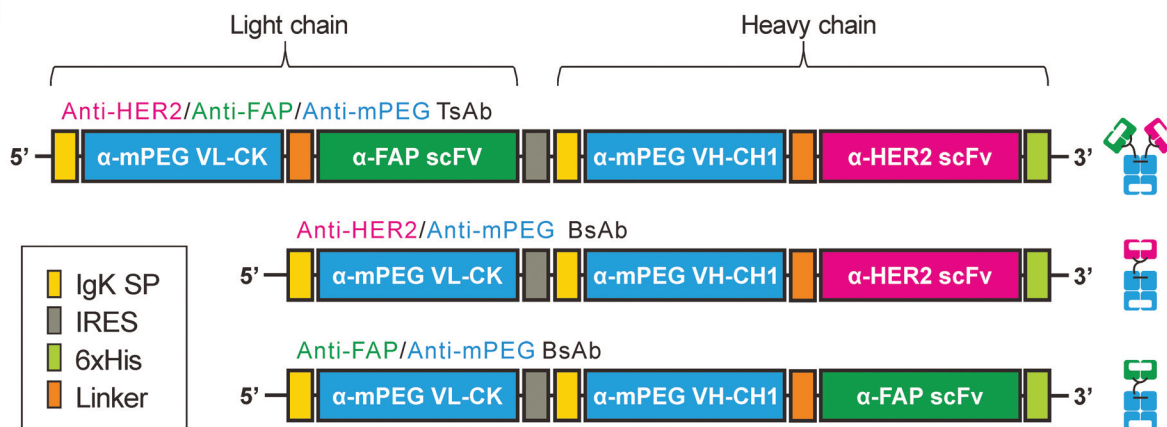 Light chain
Heavy chain
Anti-HER2/Anti-FAP/Anti-mPEG TsAb
5’ α-mPEG VL-CK α-FAP scFV α-mPEG VH-CH1 α-HER2 scFv 3’
Anti-HER2/Anti-mPEG BsAb
5’ α-mPEG VL-CK α-mPEG VH-CH1 α-HER2 scFv 3’
Anti-FAP/Anti-mPEG BsAb
5’ α-mPEG VL-CK α-mPEG VH-CH1 α-FAP scFv 3’
IgK SP
IRES
6xHis
Linker